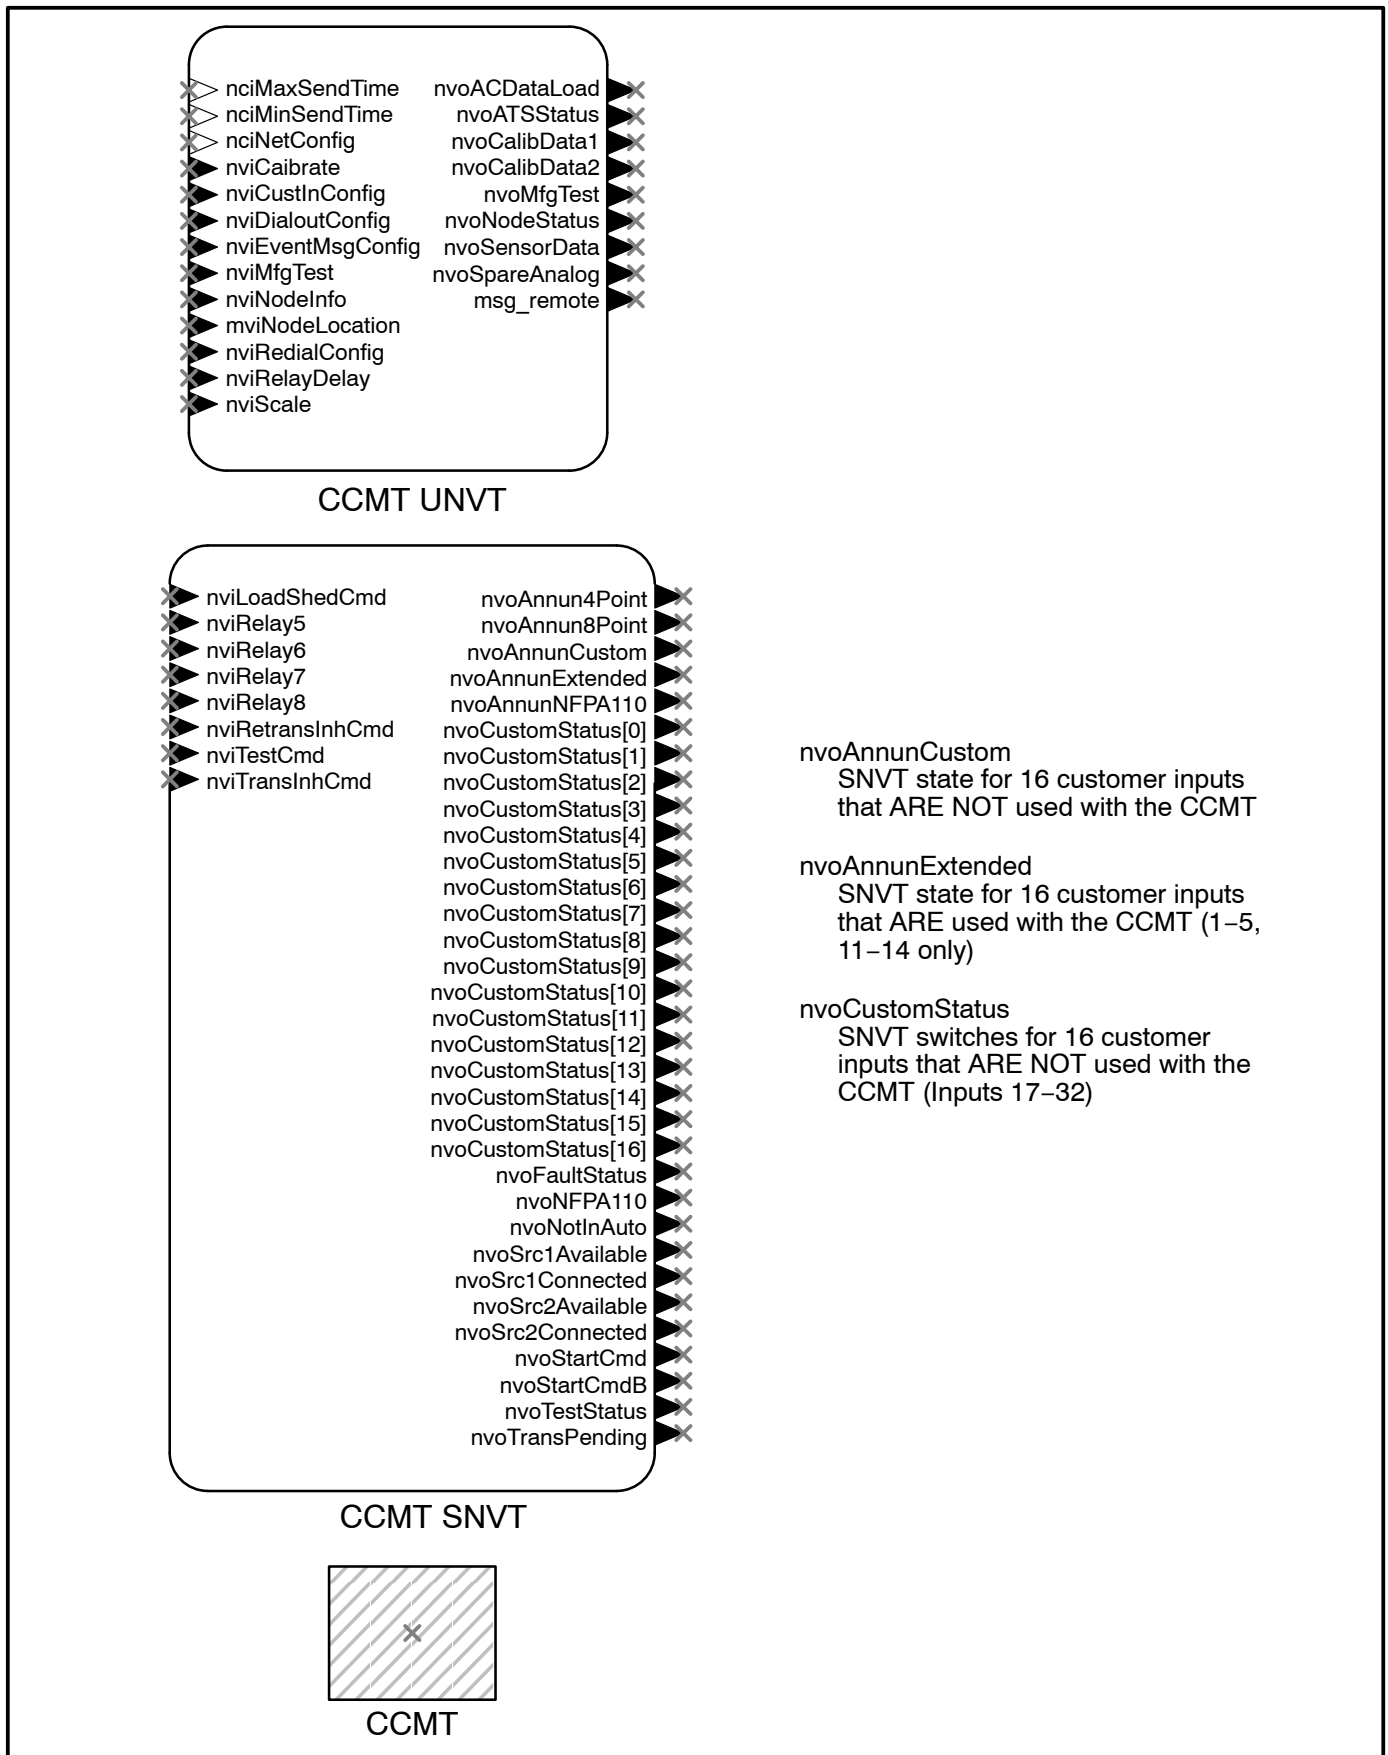 nciMaxSendTime
nciMinSendTime
nciNetConfig
nviCaibrate
nviCustInConfig
nviDialoutConfig
nviEventMsgConfig
nviMfgTest
nviNodeInfo
mviNodeLocation
nviRedialConfig
nviRelayDelay
nviScale
nvoACDataLoad
nvoATSStatus
nvoCalibData1
nvoCalibData2
nvoMfgTest
nvoNodeStatus
nvoSensorData
nvoSpareAnalog
msg_remote
CCMT UNVT
nviLoadShedCmd
nviRelay5
nviRelay6
nviRelay7
nviRelay8
nviRetransInhCmd
nviTestCmd
nviTransInhCmd
nvoAnnun4Point
nvoAnnun8Point
nvoAnnunCustom
nvoAnnunExtended
nvoAnnunNFPA110
nvoCustomStatus[0]
nvoCustomStatus[1]
nvoCustomStatus[2]
nvoCustomStatus[3]
nvoCustomStatus[4]
nvoCustomStatus[5]
nvoCustomStatus[6]
nvoCustomStatus[7]
nvoCustomStatus[8]
nvoCustomStatus[9]
nvoCustomStatus[10]
nvoCustomStatus[11]
nvoCustomStatus[12]
nvoCustomStatus[13]
nvoCustomStatus[14]
nvoCustomStatus[15]
nvoCustomStatus[16]
nvoFaultStatus
nvoNFPA110
nvoNotInAuto
nvoSrc1Available
nvoSrc1Connected
nvoSrc2Available
nvoSrc2Connected
nvoStartCmd
nvoStartCmdB
nvoTestStatus
nvoTransPending
CCMT SNVT
nvoAnnunCustom
SNVT state for 16 customer inputs
that ARE NOT used with the CCMT
nvoAnnunExtended
SNVT state for 16 customer inputs
that ARE used with the CCMT (1−5,
11−14 only)
nvoCustomStatus
SNVT switches for 16 customer
inputs that ARE NOT used with the
CCMT (Inputs 17−32)
CCMT